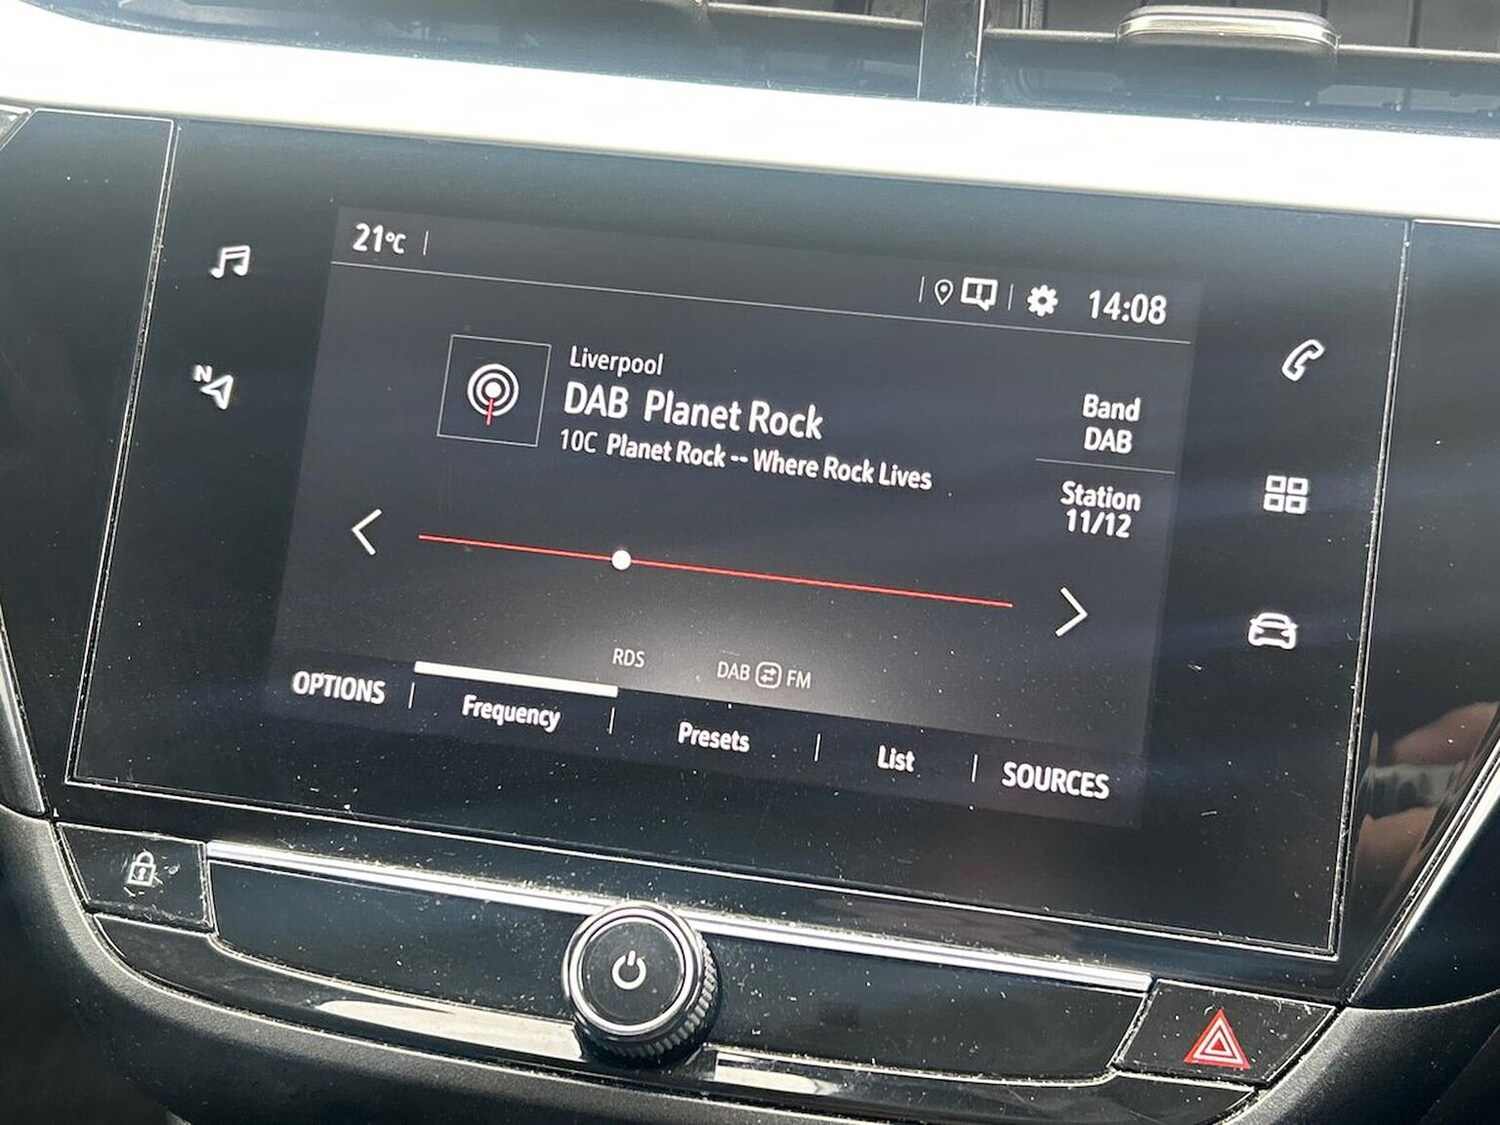 21°C
14:08
N
Liverpool
DAB Planet Rock
10C Planet Rock -- Where Rock Lives
Band
DAB
Station
11/12
RDS
DAB FM
OPTIONS
Frequency
Presets
List
SOURCES